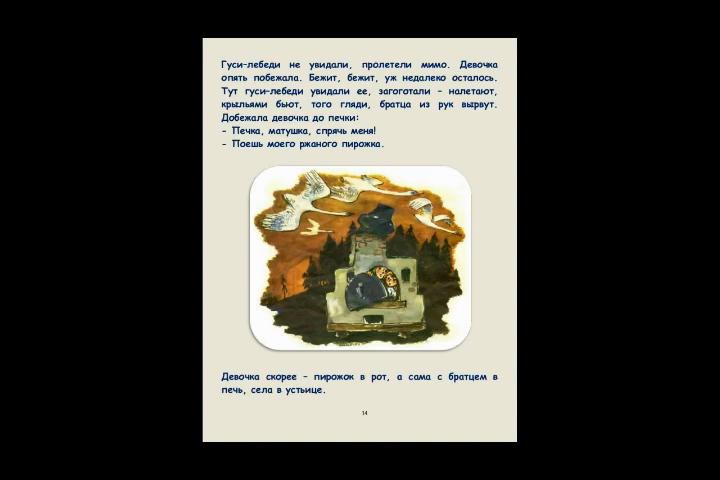 Гуси-лебеди не увидали, пролетели мимо. Девочка
опять побежала. Бежит, бежит, уж недалеко осталось.
Тут гуси-лебеди увидали ее, загоготали – налетают,
крыльями бьют, того гляди, братца из рук вырвут.
Добежала девочка до печки:
- Печка, матушка, спрячь меня!
- Поешь моего ржаного пирожка.
Девочка скорее – пирожок в рот, а сама с братцем в
печь, села в устьице.
14